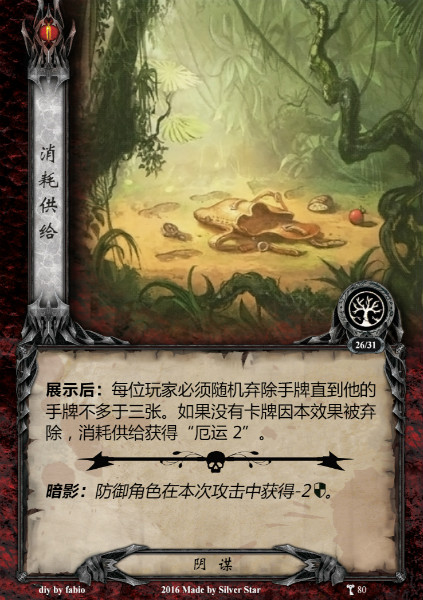 消耗供给
26/31
展示后：每位玩家必须随机弃除手牌直到他的
手牌不多于三张。如果没有卡牌因本效果被弃
除，消耗供给获得“厄运 2”。
暗影：防御角色在本次攻击中获得-2。
阴谋
diy by fabio
2016 Made by Silver Star
80